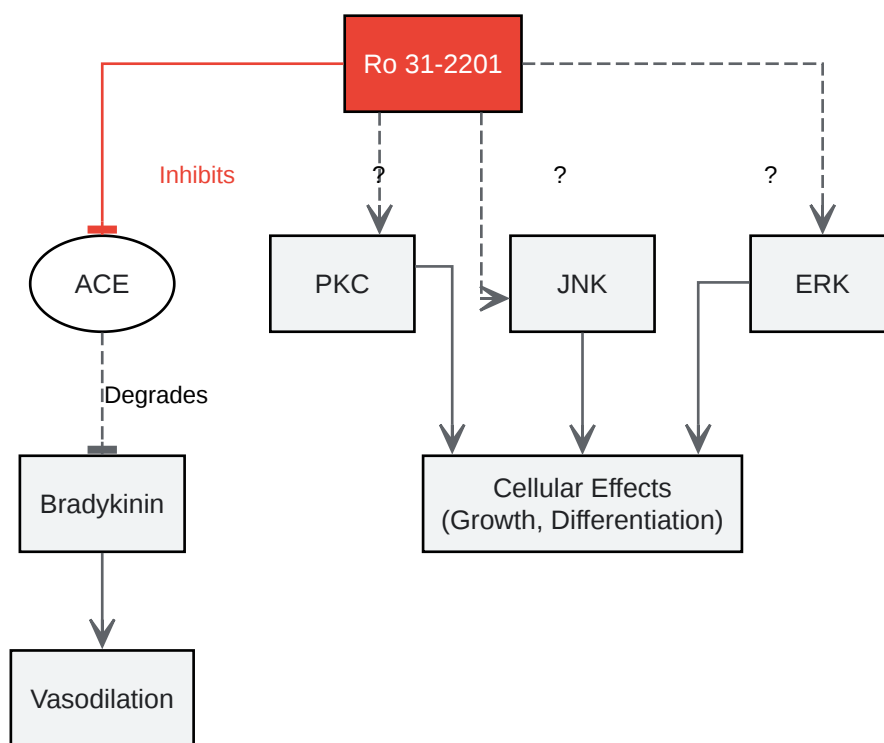 Ro 31-2201
Inhibits
?
?
?
ACE
PKC
JNK
ERK
Degrades
Bradykinin
Cellular Effects
(Growth, Differentiation)
Vasodilation